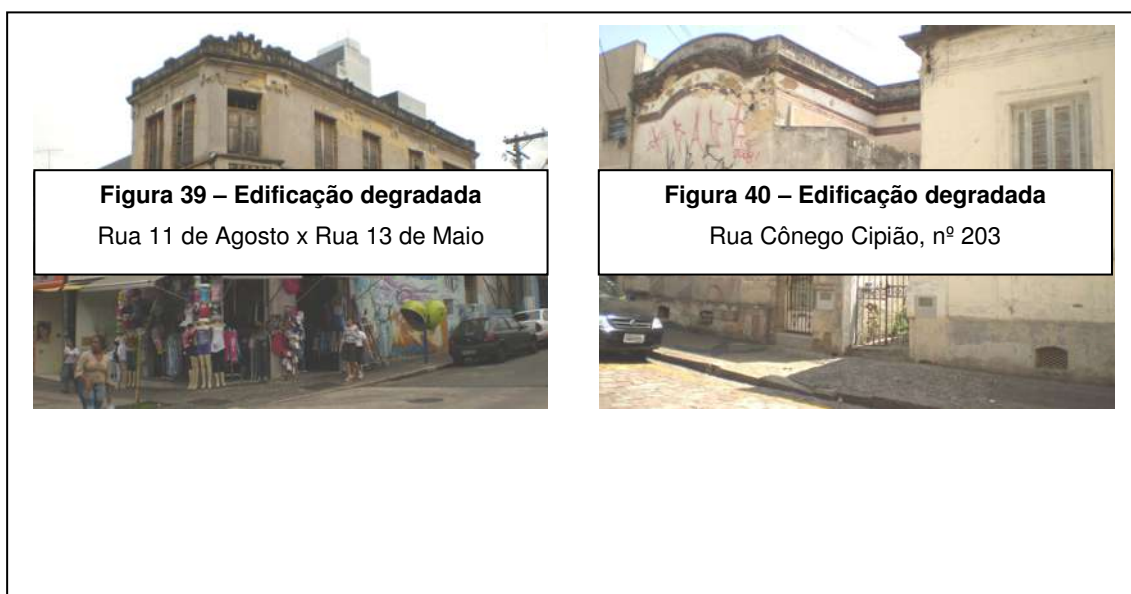 Figura 39 – Edificação degradada
Rua 11 de Agosto x Rua 13 de Maio
Figura 40 – Edificação degradada
Rua Cônego Cipião, nº 203